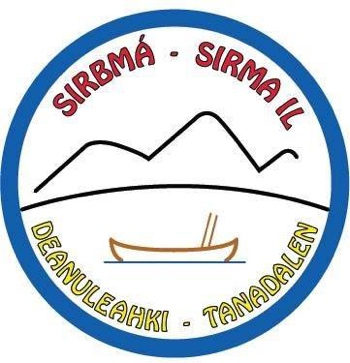 SIRBMÁ - SIRMA IL
DEANULEAHKI - TANADALEN